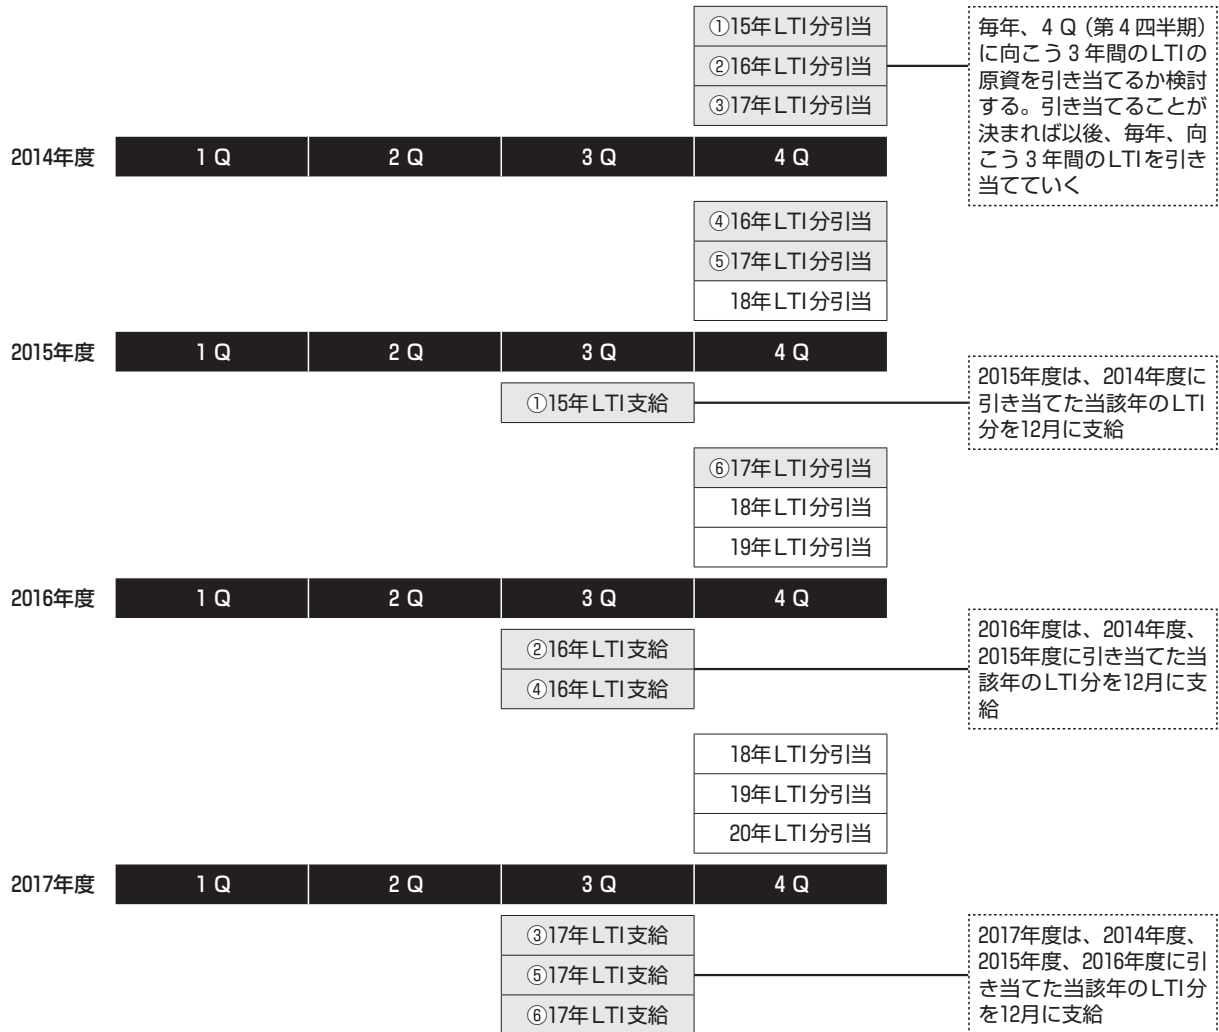 ①15年LTI分引当
②16年LTI分引当
③17年LTI分引当
毎年、4Q（第4四半期）
に向こう3年間のLTIの
原資を引き当てるか検討
する。引き当てることが
決まれば以後、毎年、向
こう3年間のLTIを引き
当てていく
2014年度 1Q 2Q 3Q 4Q
④16年LTI分引当
⑤17年LTI分引当
18年LTI分引当
2015年度 1Q 2Q 3Q 4Q
①15年LTI支給
2015年度は、2014年度に
引き当てた当該年のLTI
分を12月に支給
⑥17年LTI分引当
18年LTI分引当
19年LTI分引当
2016年度 1Q 2Q 3Q 4Q
②16年LTI支給
④16年LTI支給
2016年度は、2014年度、
2015年度に引き当てた当
該年のLTI分を12月に支
給
18年LTI分引当
19年LTI分引当
20年LTI分引当
2017年度 1Q 2Q 3Q 4Q
③17年LTI支給
⑤17年LTI支給
⑥17年LTI支給
2017年度は、2014年度、
2015年度、2016年度に引
き当てた当該年のLTI分
を12月に支給